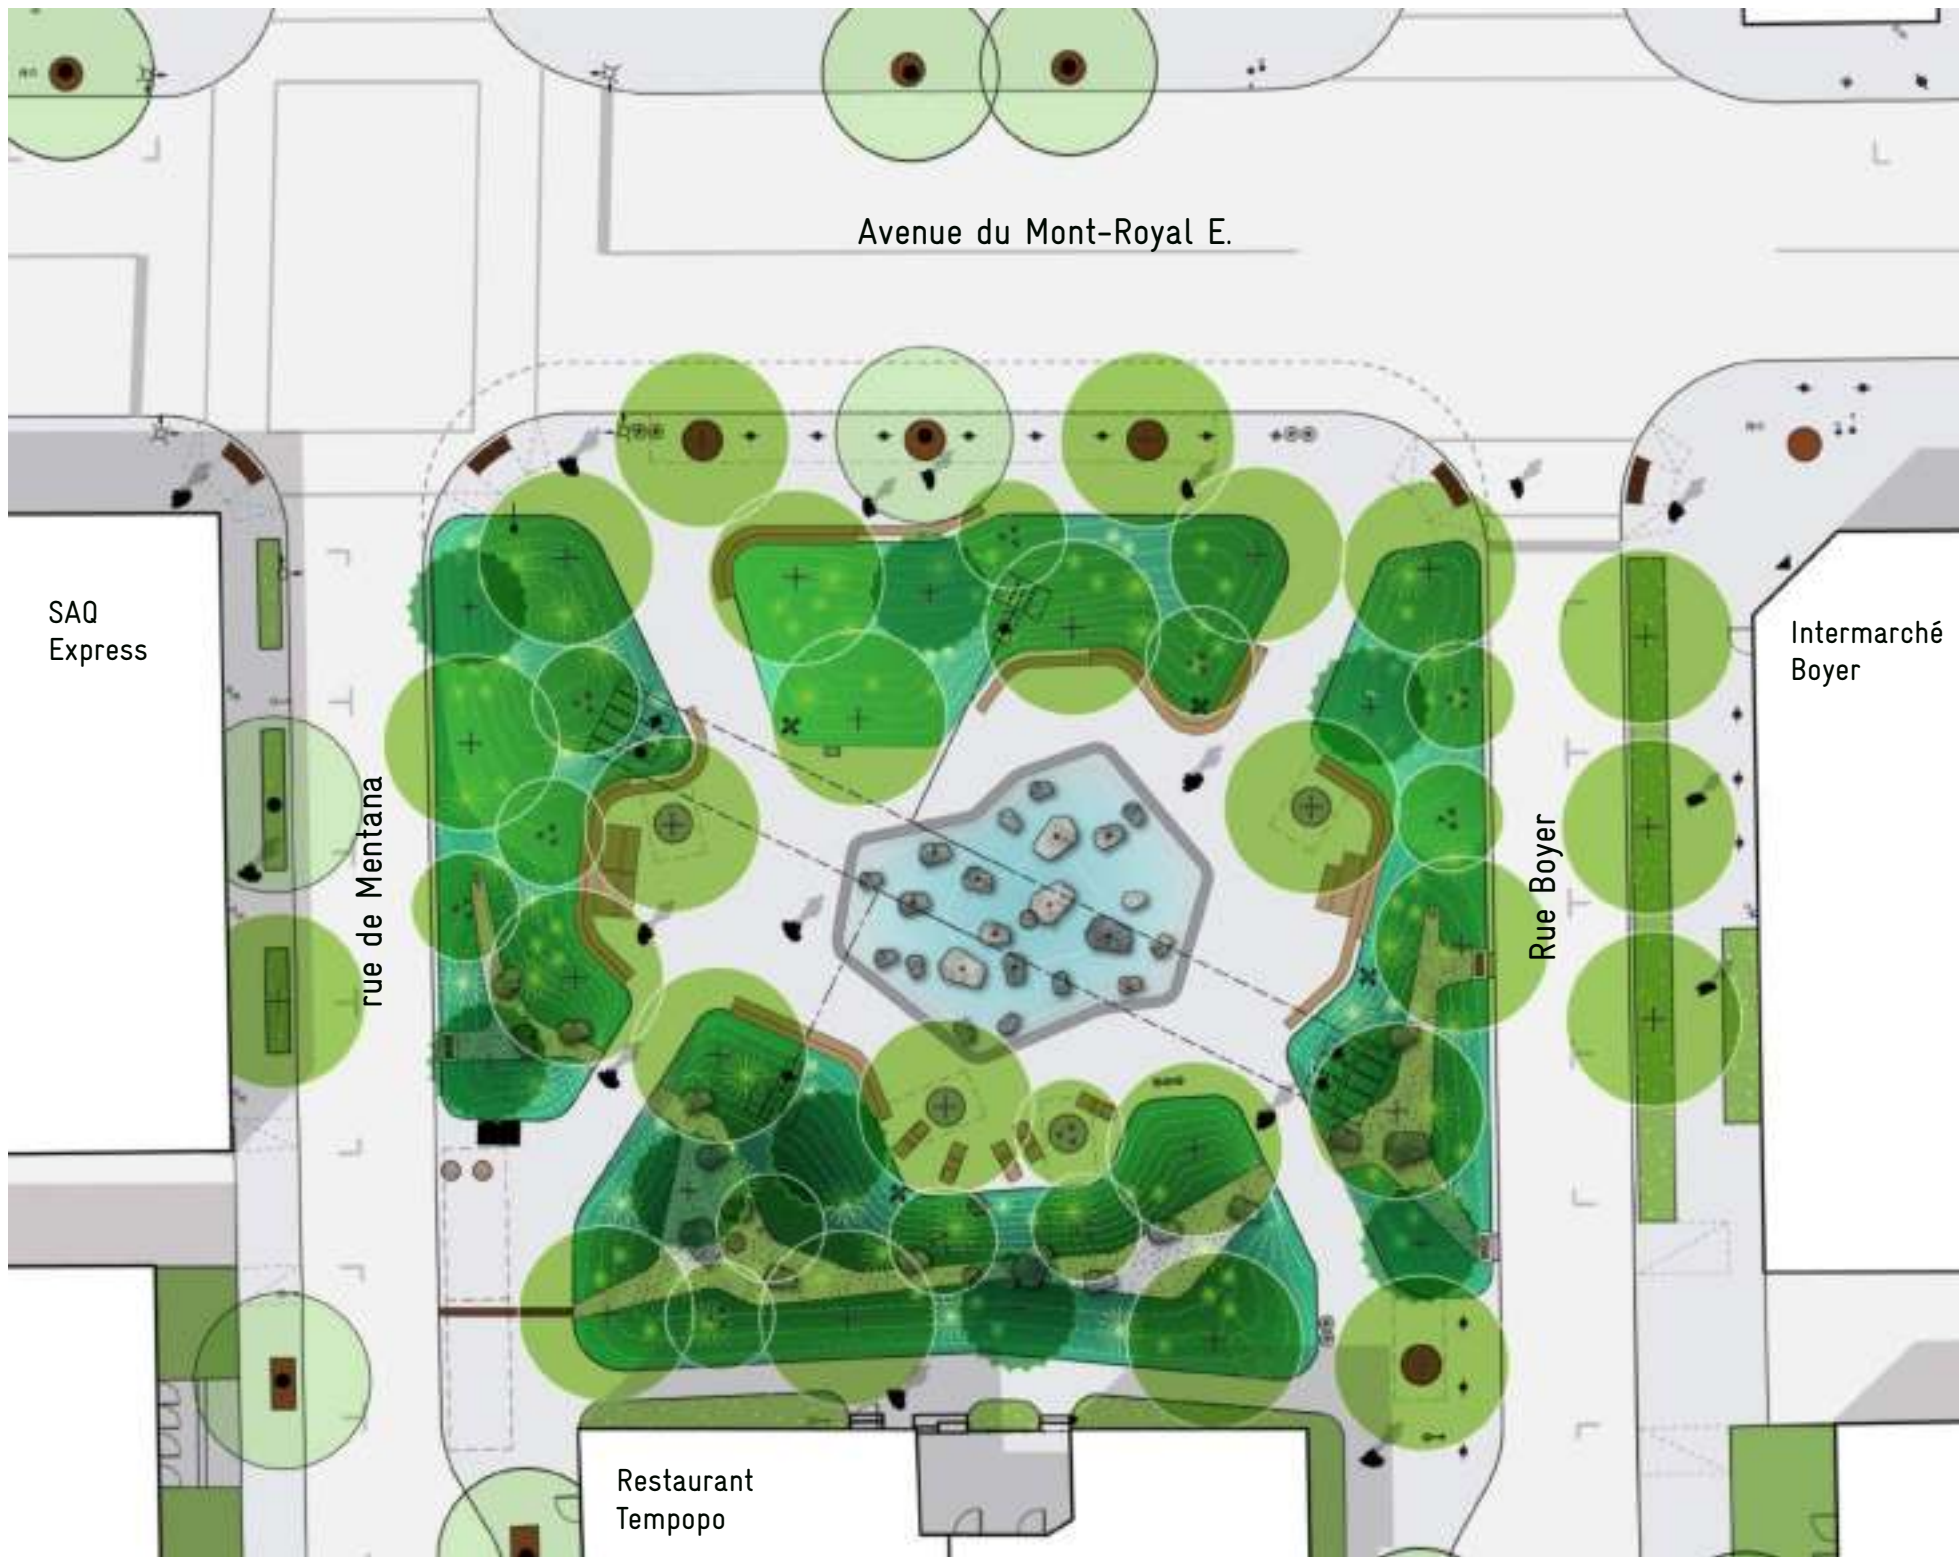 Avenue du Mont-Royal E.
SAQ
Express
Intermarché
Boyer
rue de Mentana
Rue Boyer
Restaurant
Tempopo